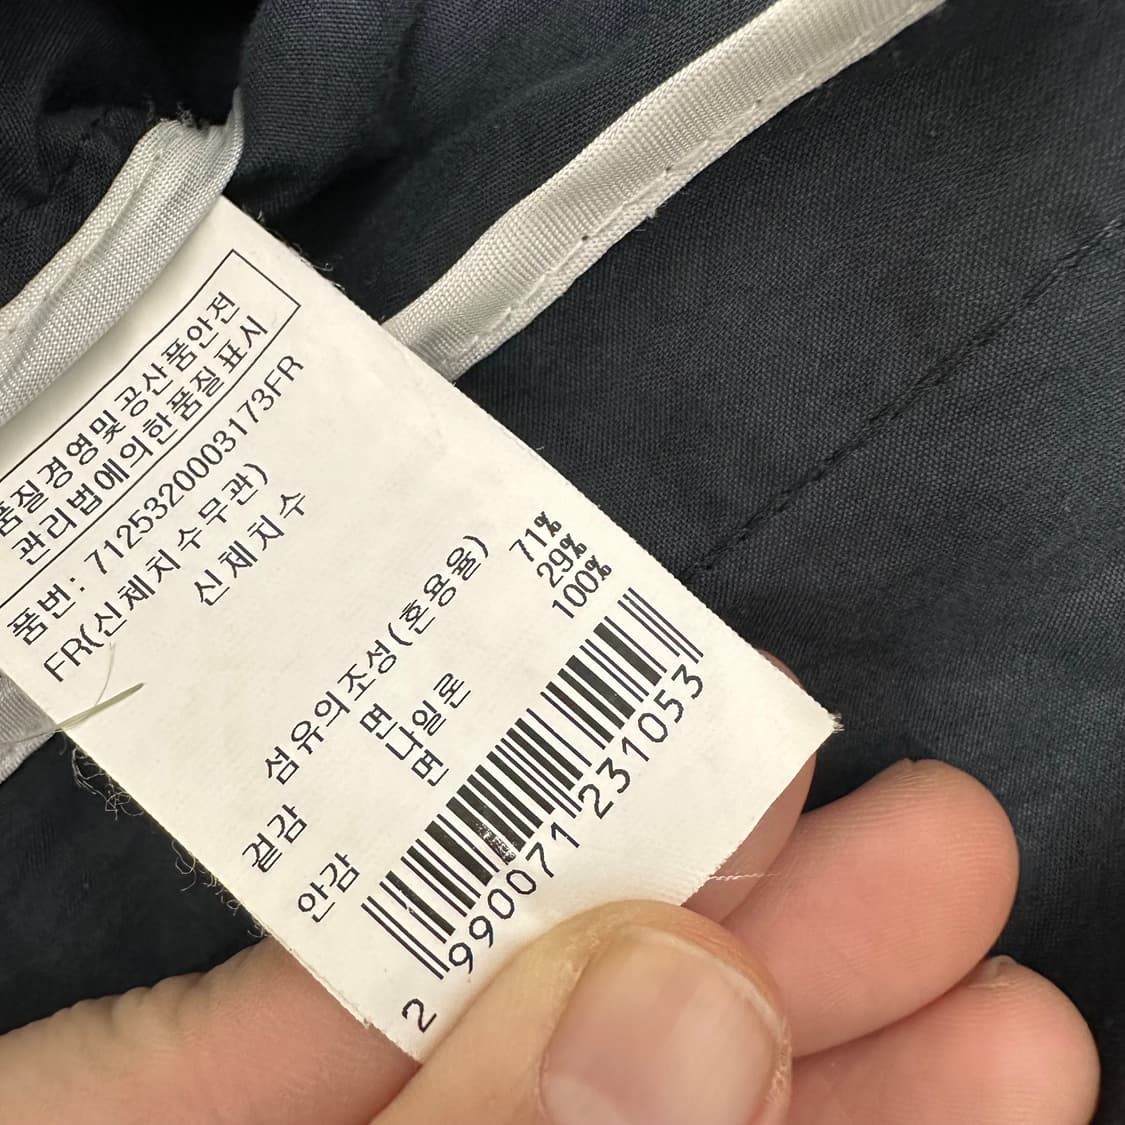 품질경영및공산품안전
관리법에의한품질표시
품번: 7125320003173FR
FR(신체치수무관)
신체치수
섬유의조성(혼용율)
겉감 면 71%
나일론 29%
안감 면 100%
2 990071 231053